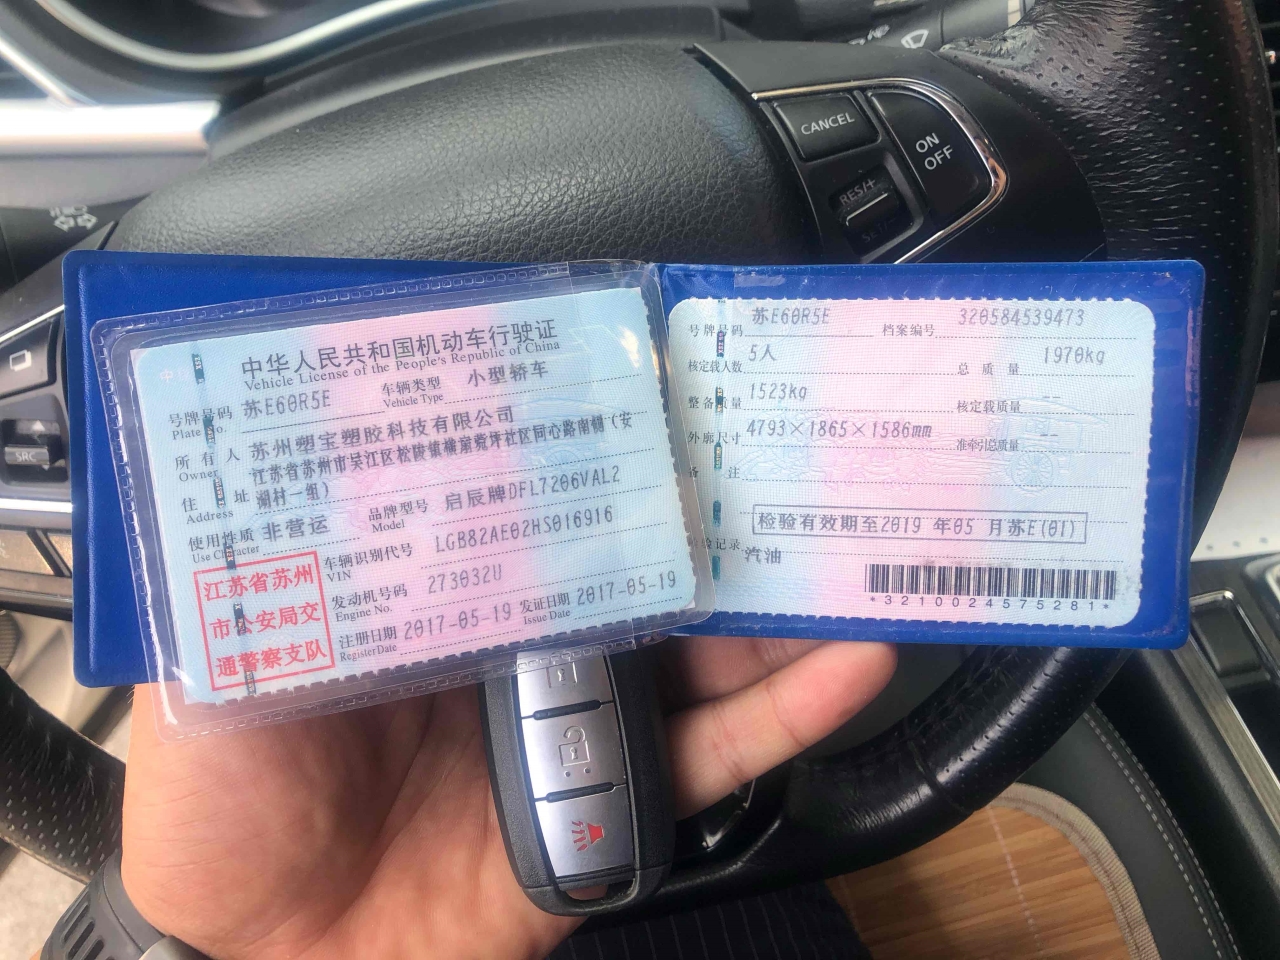 CANCEL
ON
OFF
RES/+
SRC
中华人民共和国机动车行驶证
Vehicle License of the People's Republic of China
号牌号码 苏E60R5E 车辆类型 小型轿车
Plate No. Vehicle Type
所有人 苏州塑宝塑胶科技有限公司
Owner
住址 江苏省苏州市吴江区松陵镇横扇菀坪社区同心路南侧(安
湖村一组)
Address
使用性质 非营运 品牌型号 启辰牌DFL7206VAL2
Use Character Model
车辆识别代号 LGB82AE02HS016916
VIN
发动机号码 273032U
Engine No.
注册日期 2017-05-19 发证日期 2017-05-19
Register Date Issue Date
江苏省苏州
市公安局交
通警察支队
号牌号码 苏E60R5E 档案编号 320584539473
核定载人数 5人 总质量 1970kg
整备质量 1523kg 核定载质量 --
外廓尺寸 4793×1865×1586mm 准牵引总质量 --
备注
检验有效期至2019 年05 月苏E(01)
检验记录 汽油
*3210024575281*